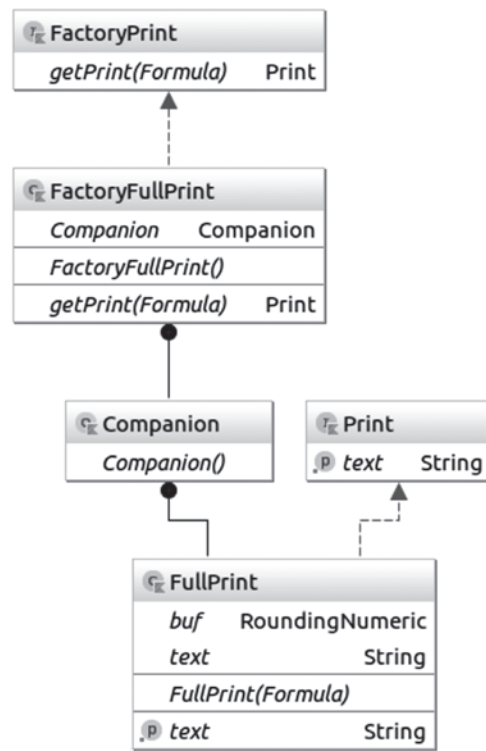 FactoryPrint
getPrint(Formula) Print
FactoryFullPrint
Companion Companion
FactoryFullPrint()
getPrint(Formula) Print
Companion
Companion()
Print
text String
FullPrint
buf RoundingNumeric
text String
FullPrint(Formula)
text String